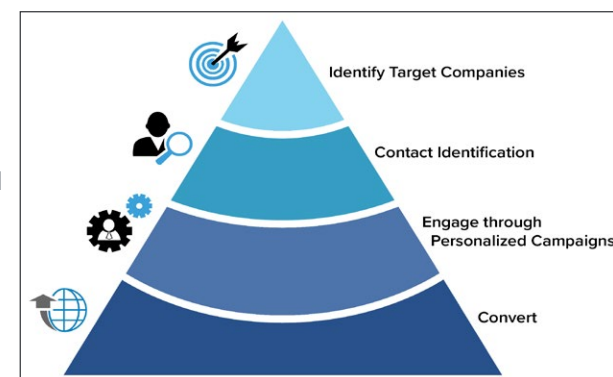 Identify Target Companies
Contact Identification
Engage through
Personalized Campaigns
Convert